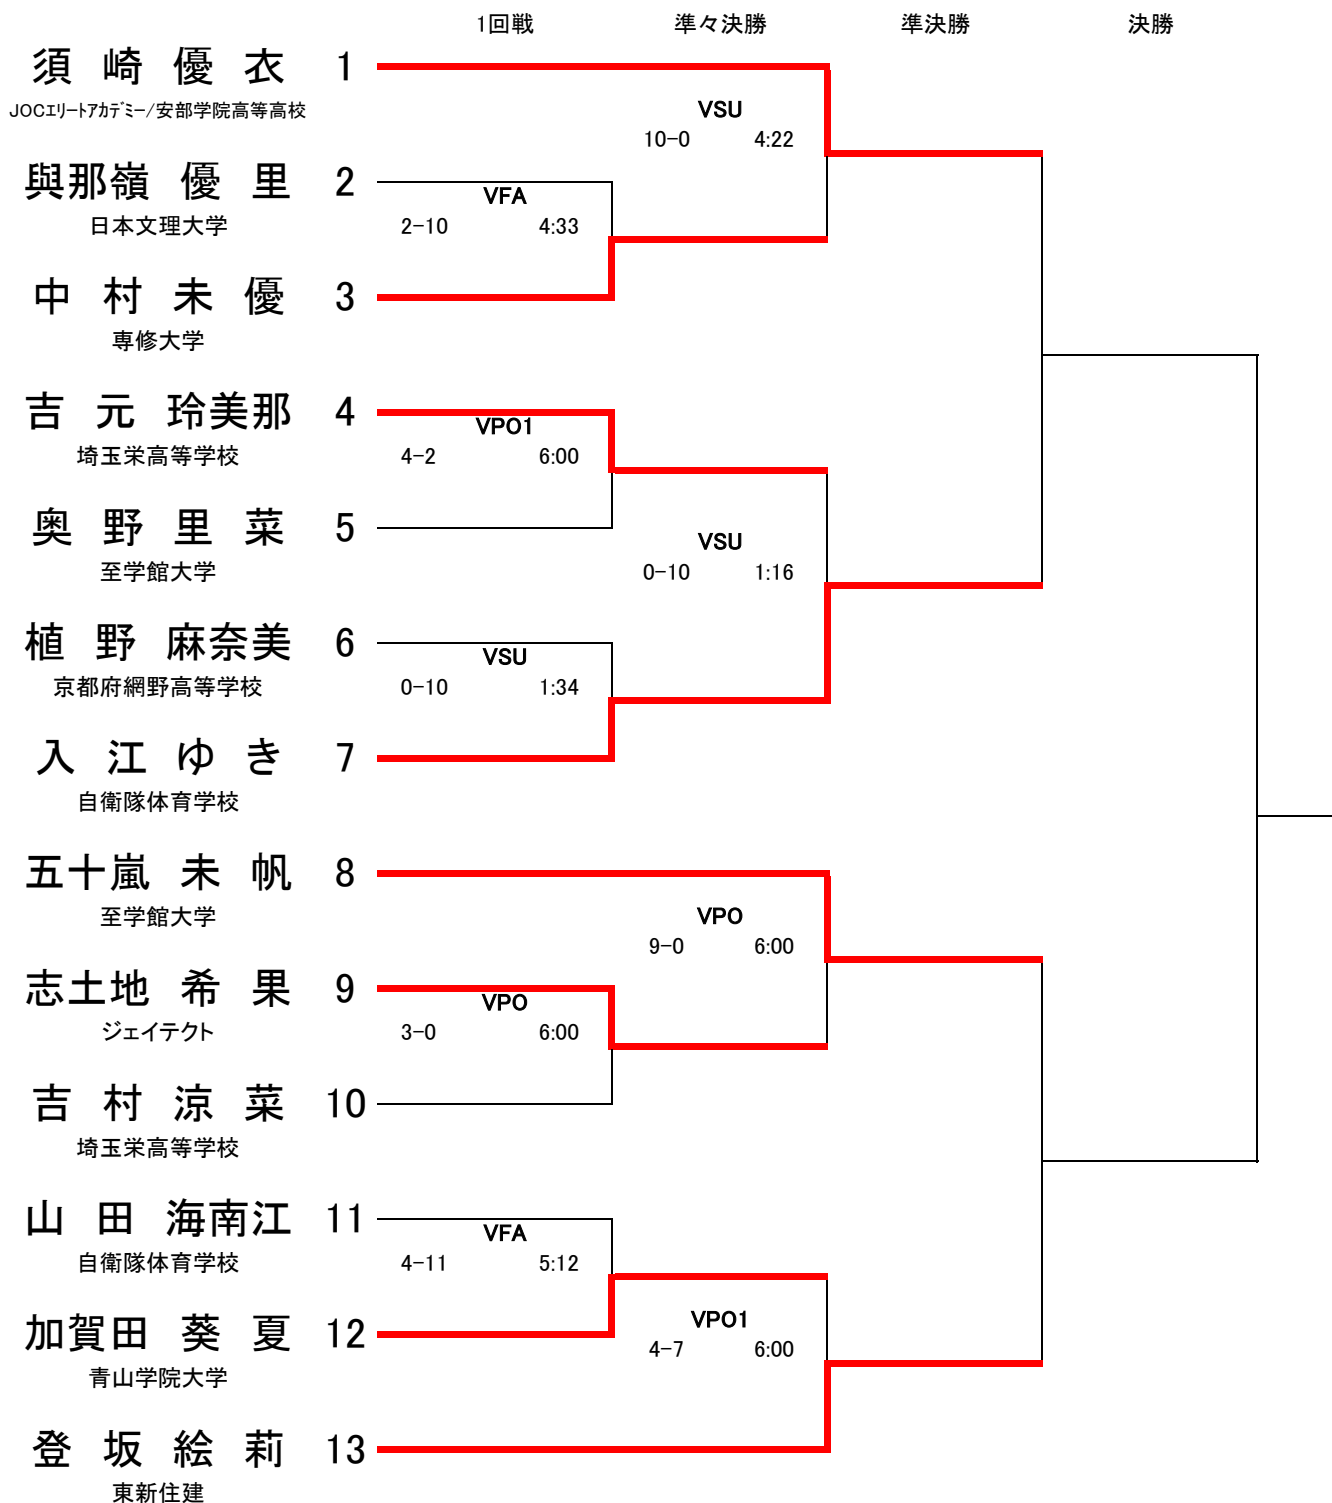 1回戦 準々決勝 準決勝 決勝
須崎優衣 1
JOCエリートアカデミー/安部学院高等高校
VSU
10-0 4:22
與那嶺 優里 2
VFA
日本文理大学
2-10 4:33
中村未優 3
専修大学
吉元 玲美那 4
VPO1
埼玉栄高等学校
4-2 6:00
奥野里菜 5
至学館大学
VSU
0-10 1:16
植野 麻奈美 6
VSU
京都府網野高等学校
0-10 1:34
入江ゆき 7
自衛隊体育学校
五十嵐 未帆 8
至学館大学
VPO
9-0 6:00
志土地 希果 9
VPO
ジェイテクト
3-0 6:00
吉村涼菜 10
埼玉栄高等学校
山田 海南江 11
VFA
自衛隊体育学校
4-11 5:12
加賀田 葵夏 12
VPO1
4-7 6:00
青山学院大学
登坂絵莉 13
東新住建